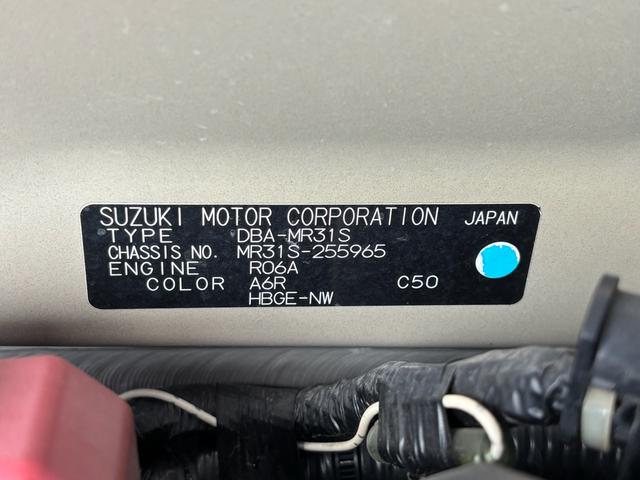 SUZUKI MOTOR CORPORATION JAPAN
TYPE DBA-MR31S
CHASSIS NO. MR31S-255965
ENGINE R06A
COLOR A6R C50
HBGE-NW